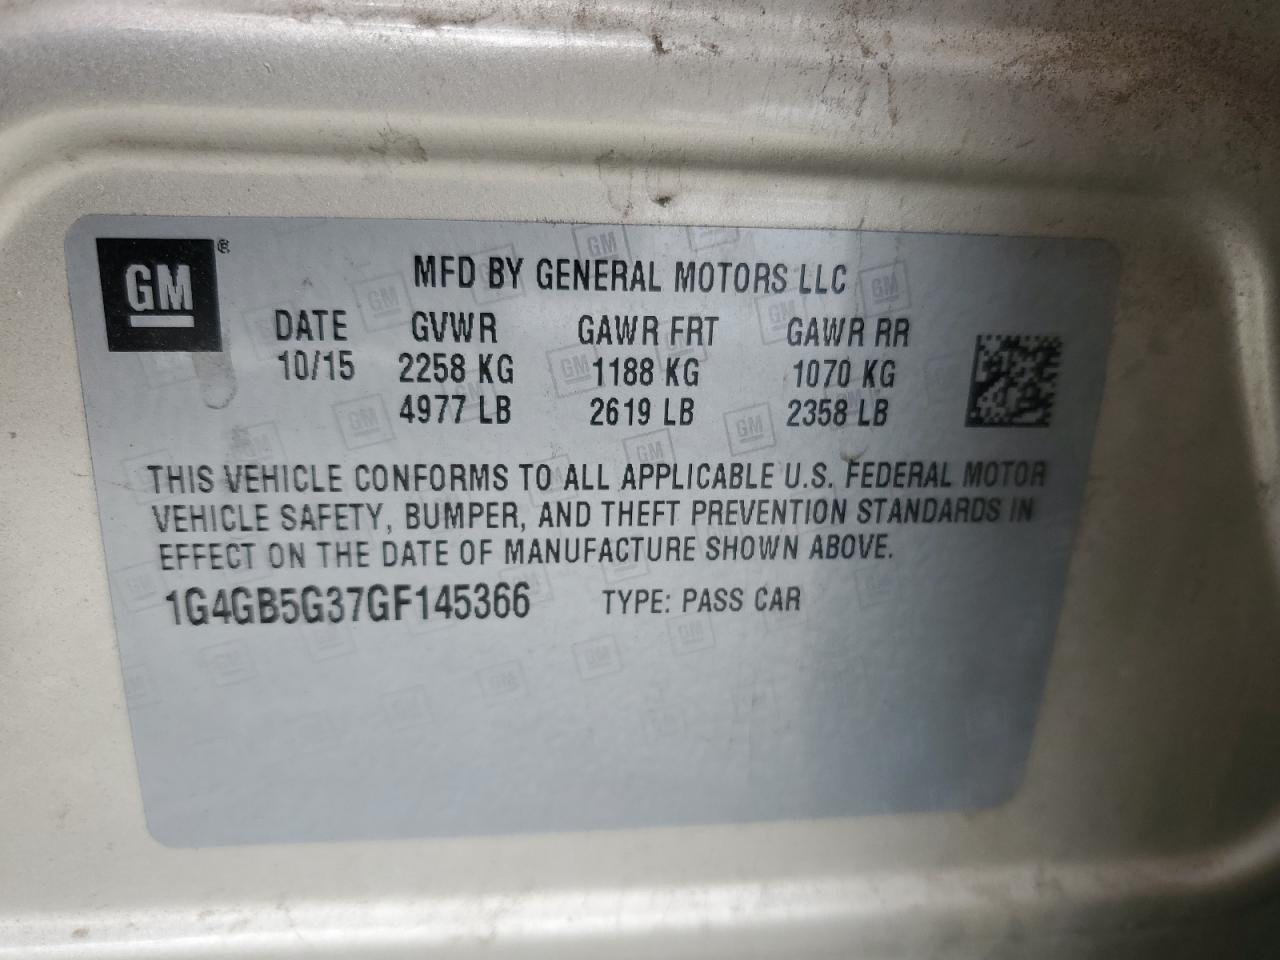 GM ®
MFD BY GENERAL MOTORS LLC
DATE GVWR GAWR FRT GAWR RR
10/15 2258 KG 1188 KG 1070 KG
4977 LB 2619 LB 2358 LB
THIS VEHICLE CONFORMS TO ALL APPLICABLE U.S. FEDERAL MOTOR
VEHICLE SAFETY, BUMPER, AND THEFT PREVENTION STANDARDS IN
EFFECT ON THE DATE OF MANUFACTURE SHOWN ABOVE.
1G4GB5G37GF145366 TYPE: PASS CAR